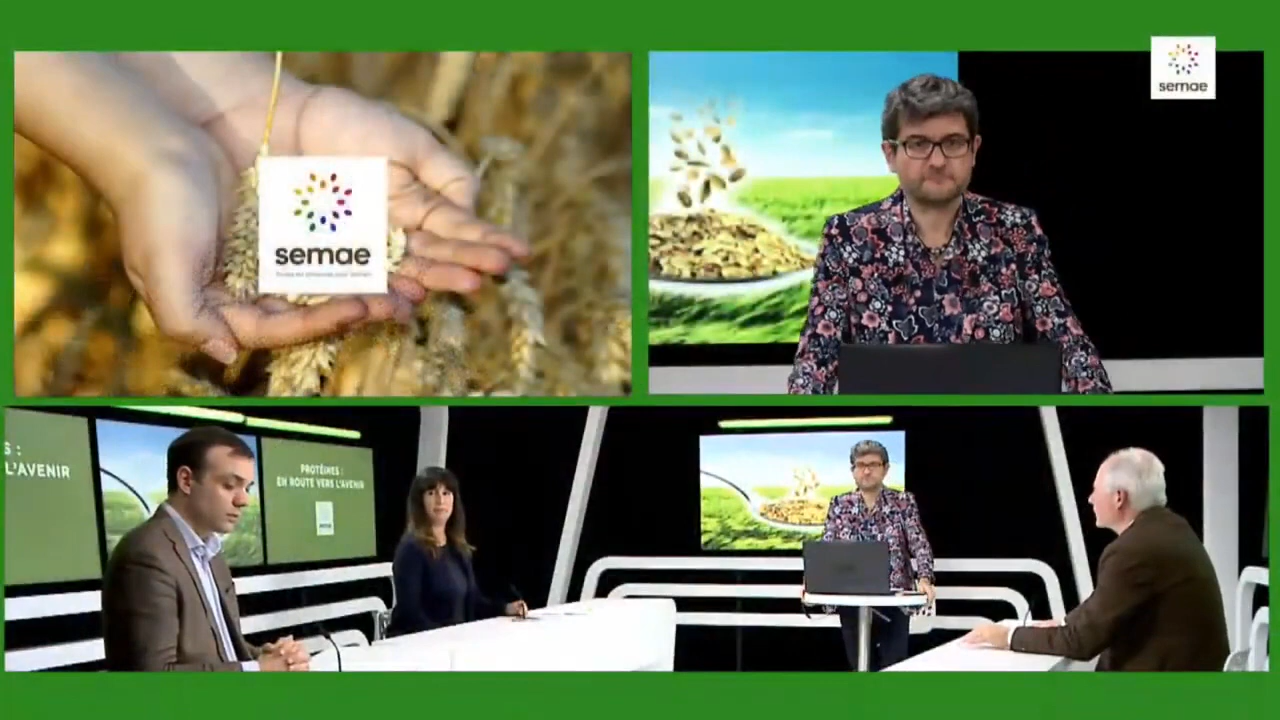 semae
semae
S :
L'AVENIR
PROTÉINES :
EN ROUTE VERS L'AVENIR